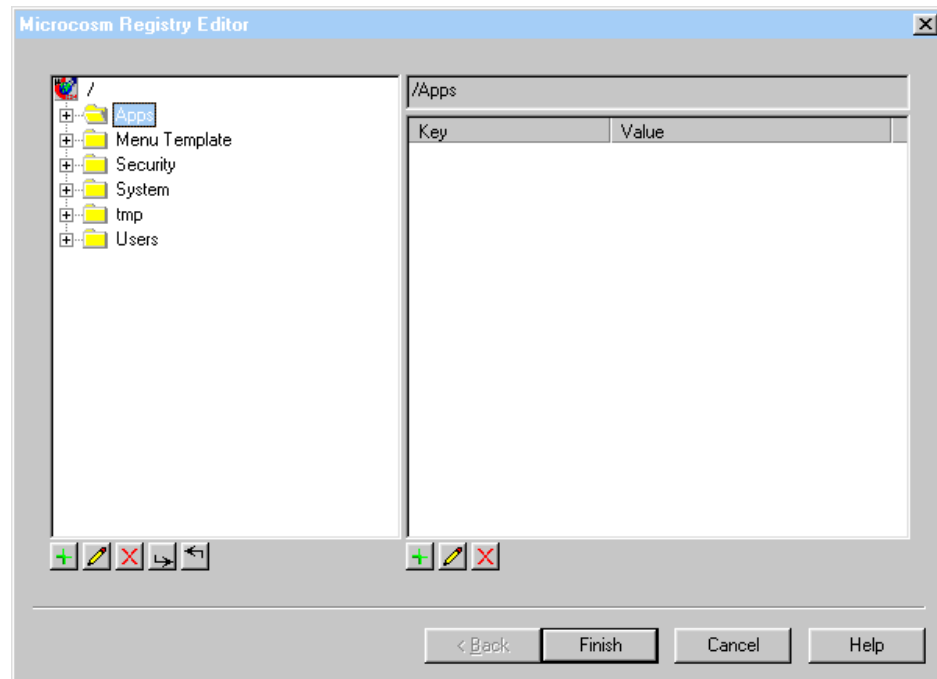 Microcosm Registry Editor
/
/Apps
Apps
Key Value
Menu Template
Security
System
tmp
Users
< Back Finish Cancel Help